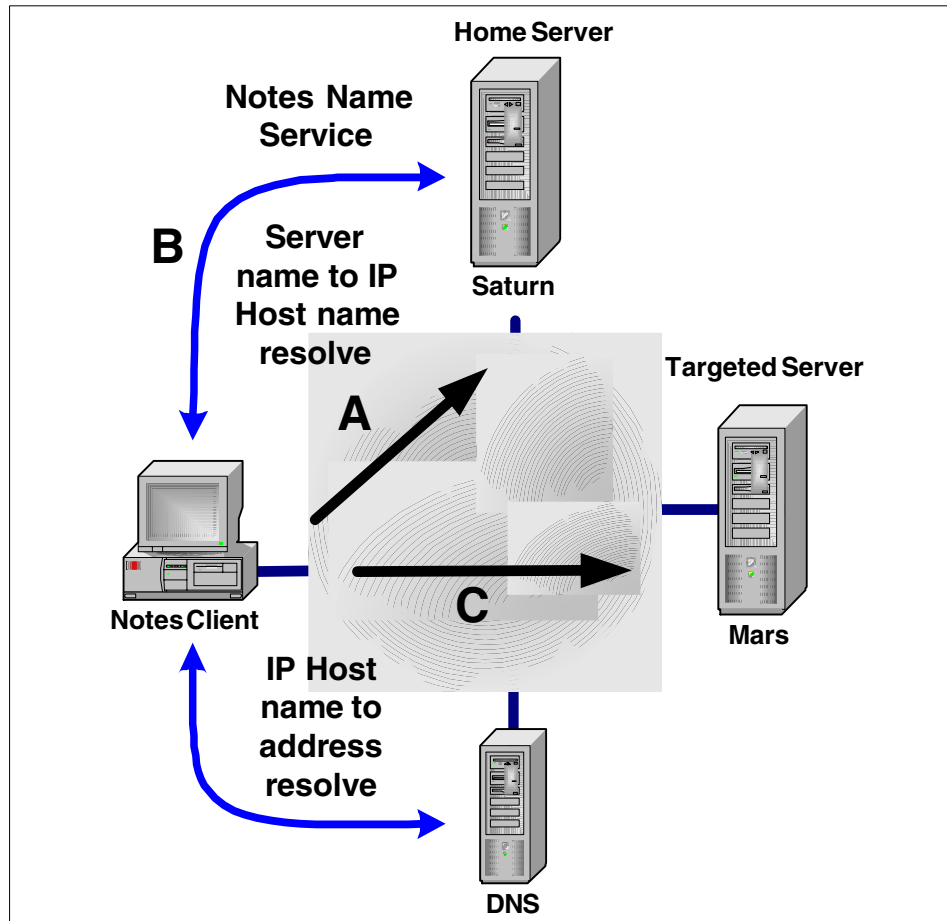 Home Server
Notes Name
Service
B
Server
name to IP
Host name
resolve
Saturn
A
Targeted Server
C
Notes Client
Mars
IP Host
name to
address
resolve
DNS